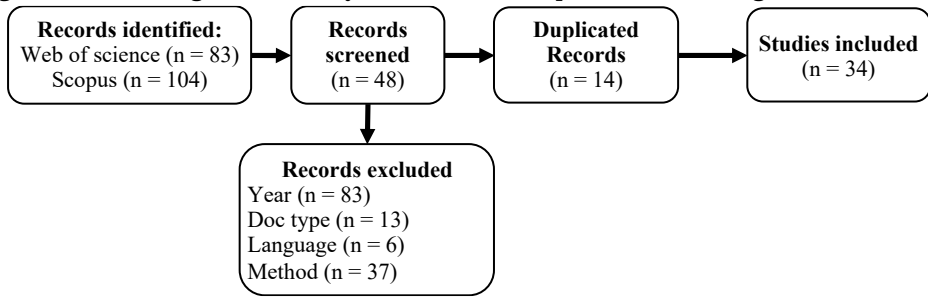 Records identified:
Web of science (n = 83)
Scopus (n = 104)
Records
screened
(n = 48)
Duplicated
Records
(n = 14)
Studies included
(n = 34)
Records excluded
Year (n = 83)
Doc type (n = 13)
Language (n = 6)
Method (n = 37)